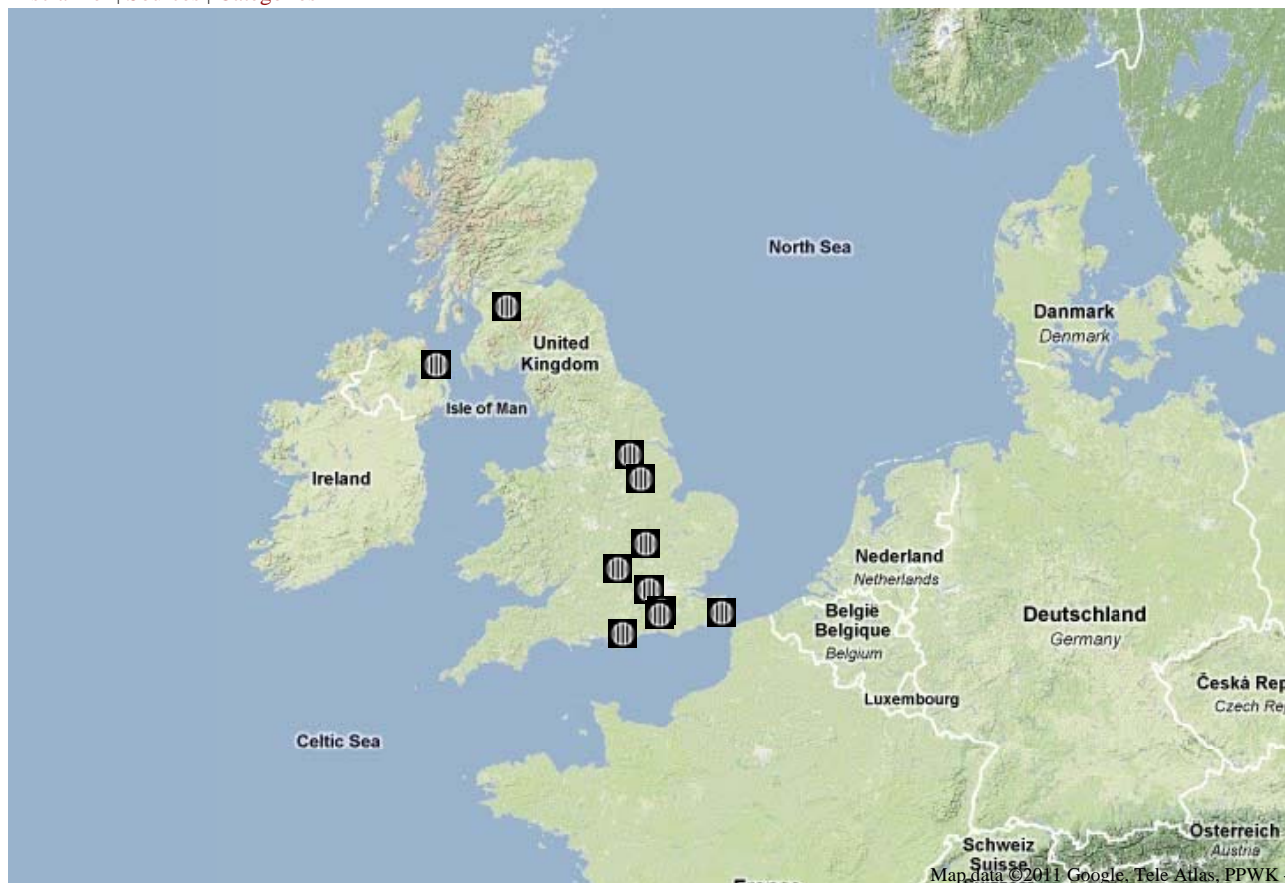 North Sea
Danmark
Denmark
United
Kingdom
Isle of Man
Ireland
Nederland
Netherlands
België
Belgique
Belgium
Deutschland
Germany
Luxembourg
Česká Rep
Czech Re
Celtic Sea
Österreich
Austria
Schweiz
Suisse
Map data ©2011 Google, Tele Atlas, PPWK